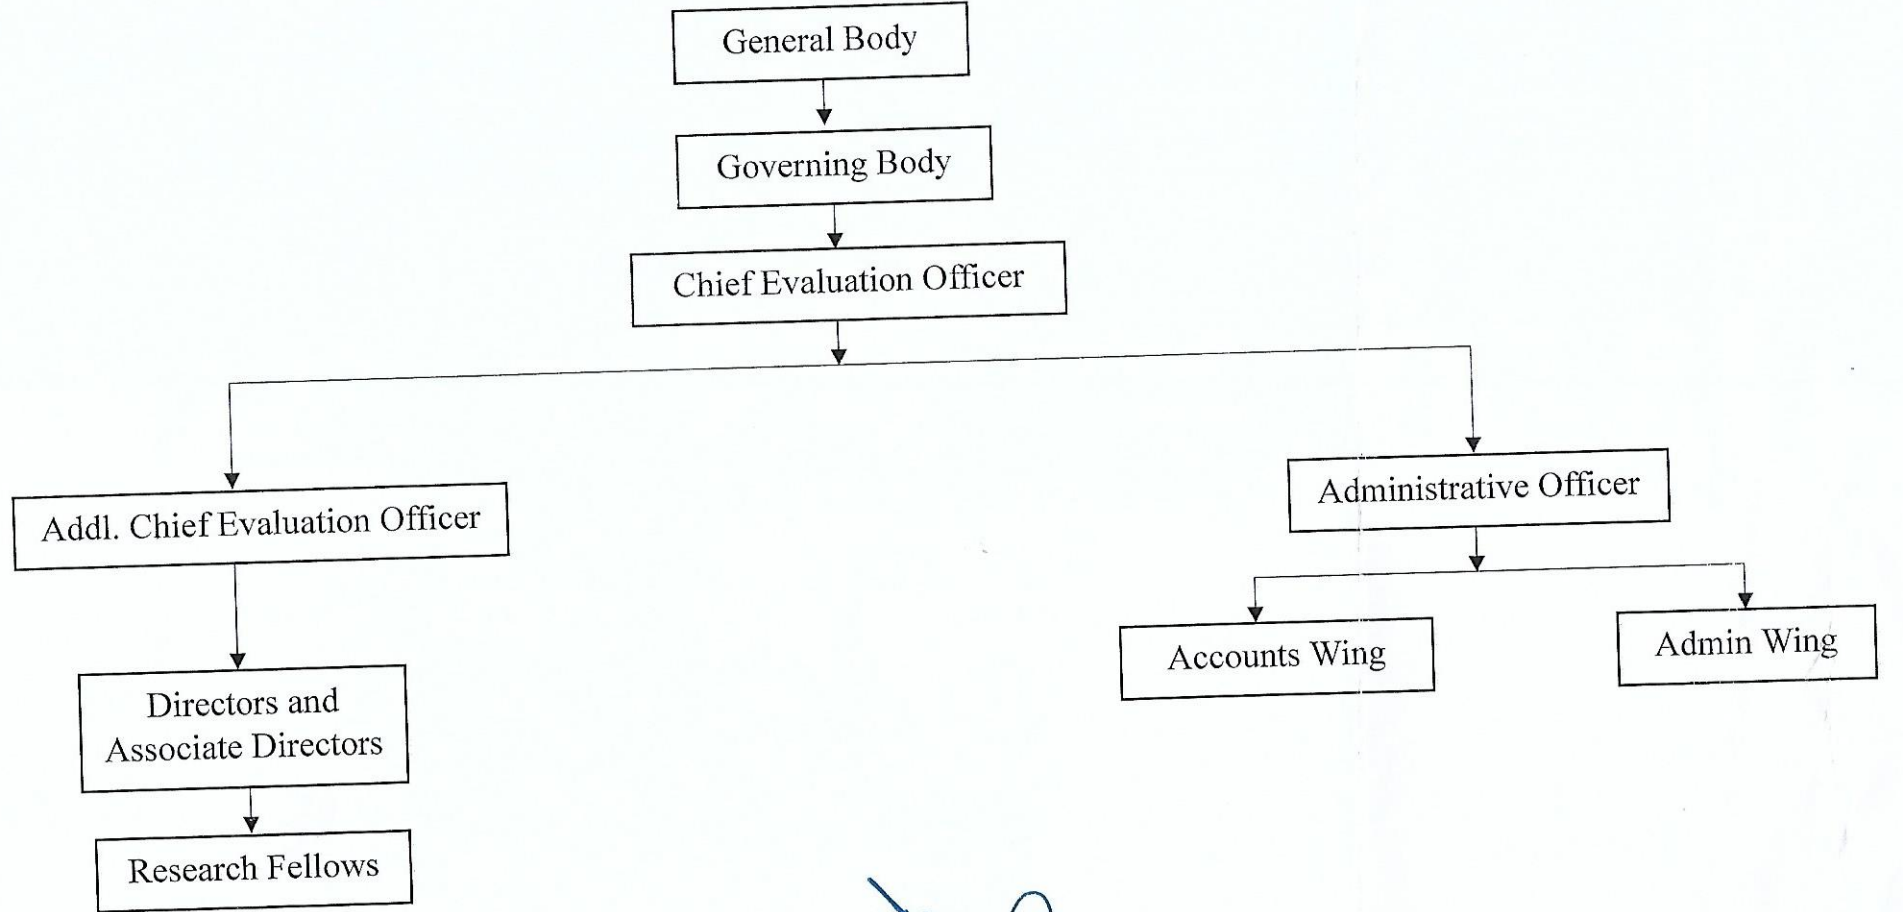 General Body
Governing Body
Chief Evaluation Officer
Addl. Chief Evaluation Officer
Administrative Officer
Accounts Wing
Admin Wing
Directors and
Associate Directors
Research Fellows